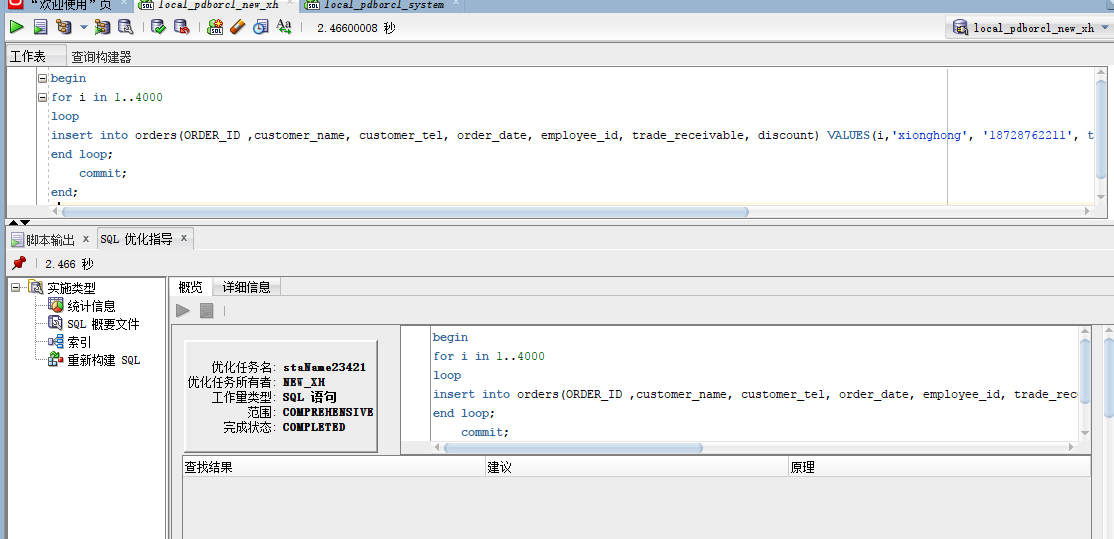 “欢迎使用”页 × local_pdborcl_new_xh × local_pdborcl_system ×
2.46600008 秒 local_pdborcl_new_xh
工作表 查询构建器
begin
for i in 1..4000
loop
insert into orders(ORDER_ID ,customer_name, customer_tel, order_date, employee_id, trade_receivable, discount) VALUES(i,'xionghong', '18728762211', t
end loop;
commit;
end;
脚本输出 × SQL 优化指导 ×
2.466 秒
实施类型
统计信息
SQL 概要文件
索引
重新构建 SQL
概览 详细信息
优化任务名: staName23421
优化任务所有者: NEW_XH
工作量类型: SQL 语句
范围: COMPREHENSIVE
完成状态: COMPLETED
begin
for i in 1..4000
loop
insert into orders(ORDER_ID ,customer_name, customer_tel, order_date, employee_id, trade_rec
end loop;
commit;
查找结果 建议 原理